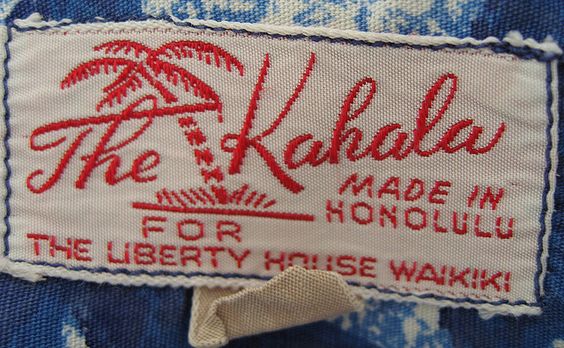 The Kahala
MADE IN
HONOLULU
FOR
THE LIBERTY HOUSE WAIKIKI